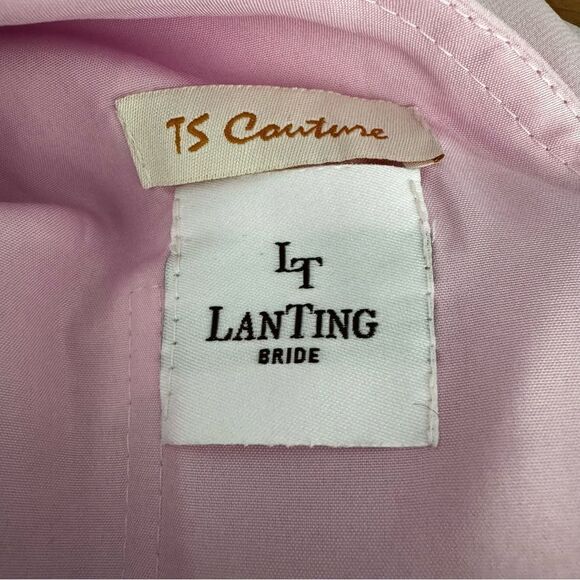 TS Couture
LT
LANTING
BRIDE